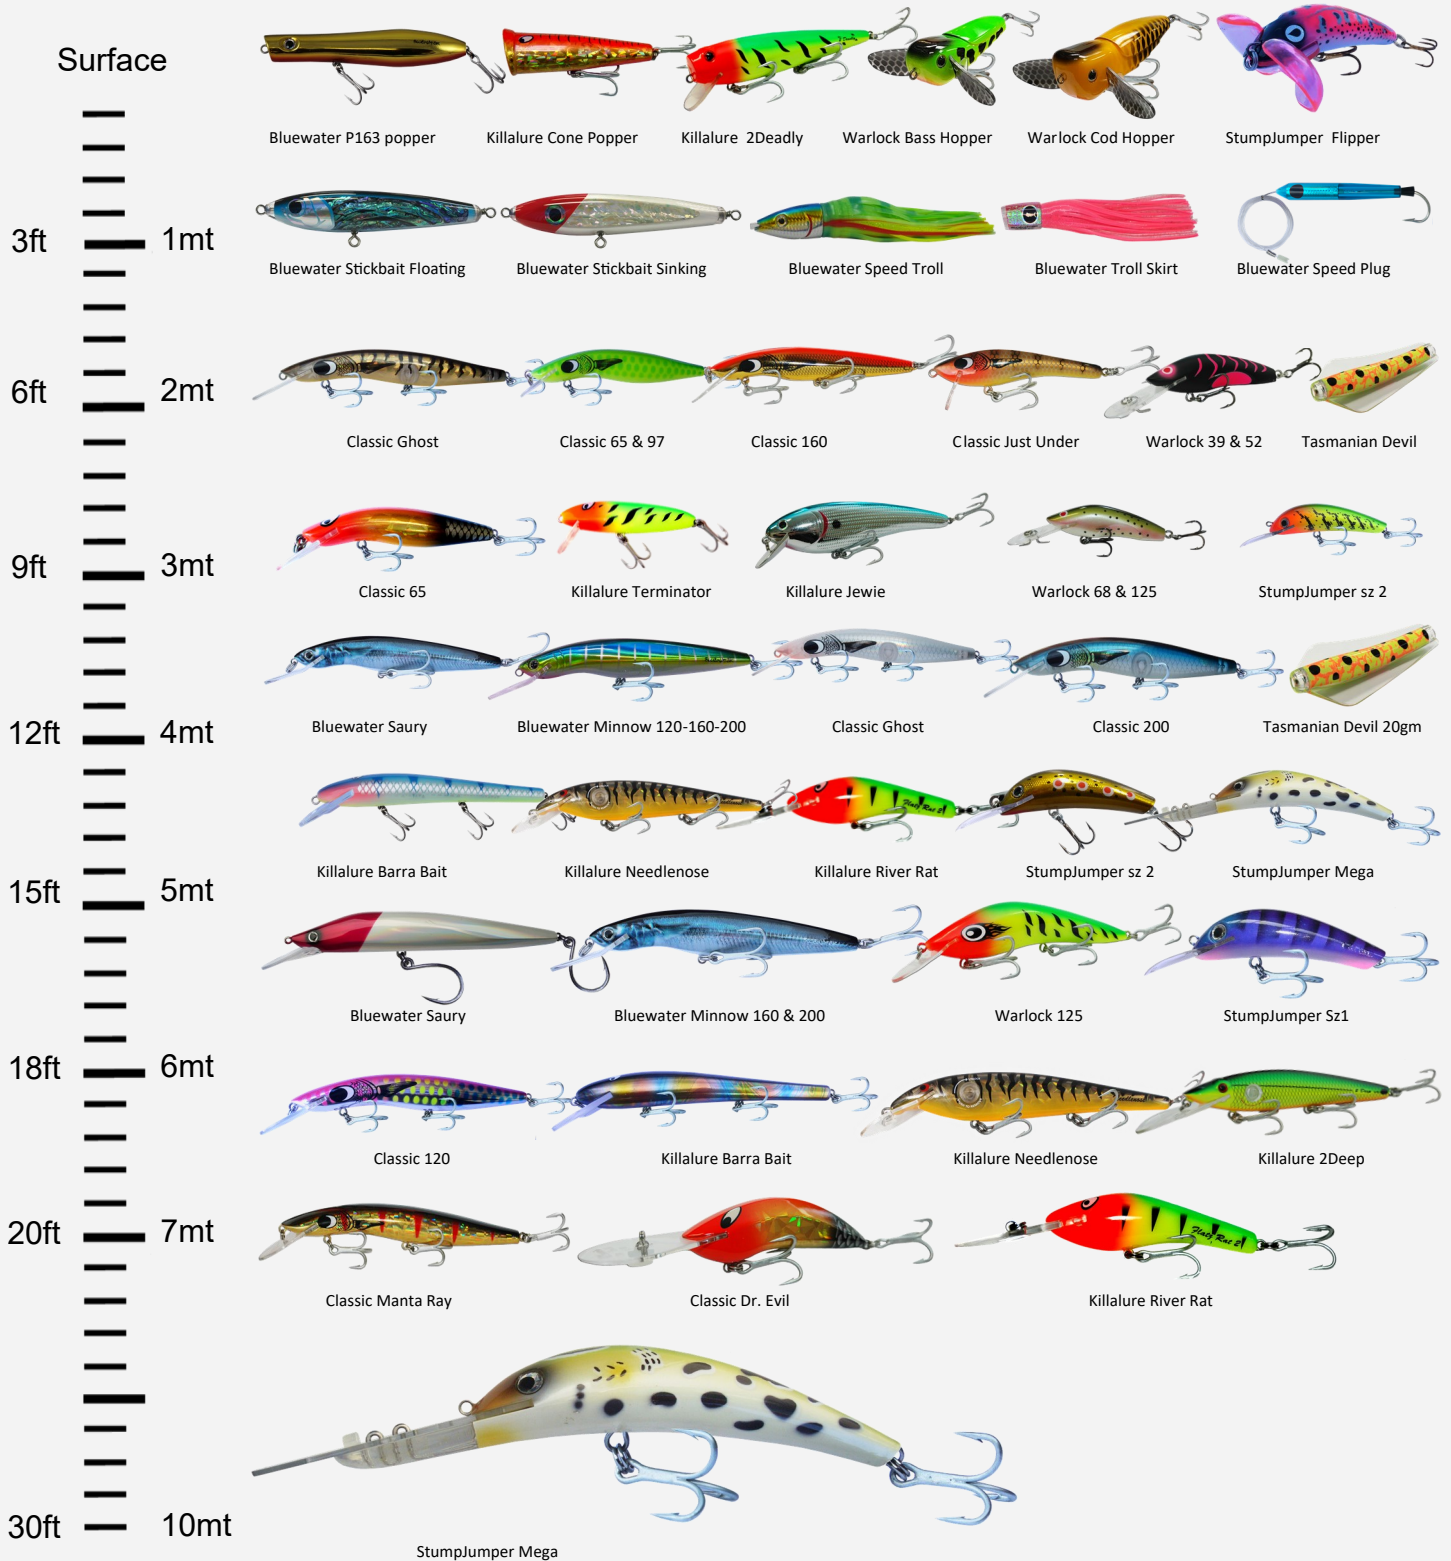 Surface
Bluewater P163 popper
Killalure Cone Popper
Killalure 2Deadly
Warlock Bass Hopper
Warlock Cod Hopper
StumpJumper Flipper
3ft
1mt
Bluewater Stickbait Floating
Bluewater Stickbait Sinking
Bluewater Speed Troll
Bluewater Troll Skirt
Bluewater Speed Plug
6ft
2mt
Classic Ghost
Classic 65 & 97
Classic 160
Classic Just Under
Warlock 39 & 52
Tasmanian Devil
9ft
3mt
Classic 65
Killalure Terminator
Killalure Jewie
Warlock 68 & 125
StumpJumper sz 2
12ft
4mt
Bluewater Saury
Bluewater Minnow 120-160-200
Classic Ghost
Classic 200
Tasmanian Devil 20gm
Flatz Rat 2
Killalure Barra Bait
Killalure Needlenose
Killalure River Rat
StumpJumper sz 2
StumpJumper Mega
15ft
5mt
Bluewater Saury
Bluewater Minnow 160 & 200
Warlock 125
StumpJumper Sz1
18ft
6mt
Classic 120
Killalure Barra Bait
Killalure Needlenose
Killalure 2Deep
20ft
7mt
Flatz Rat 2
Classic Manta Ray
Classic Dr. Evil
Killalure River Rat
30ft
10mt
StumpJumper Mega